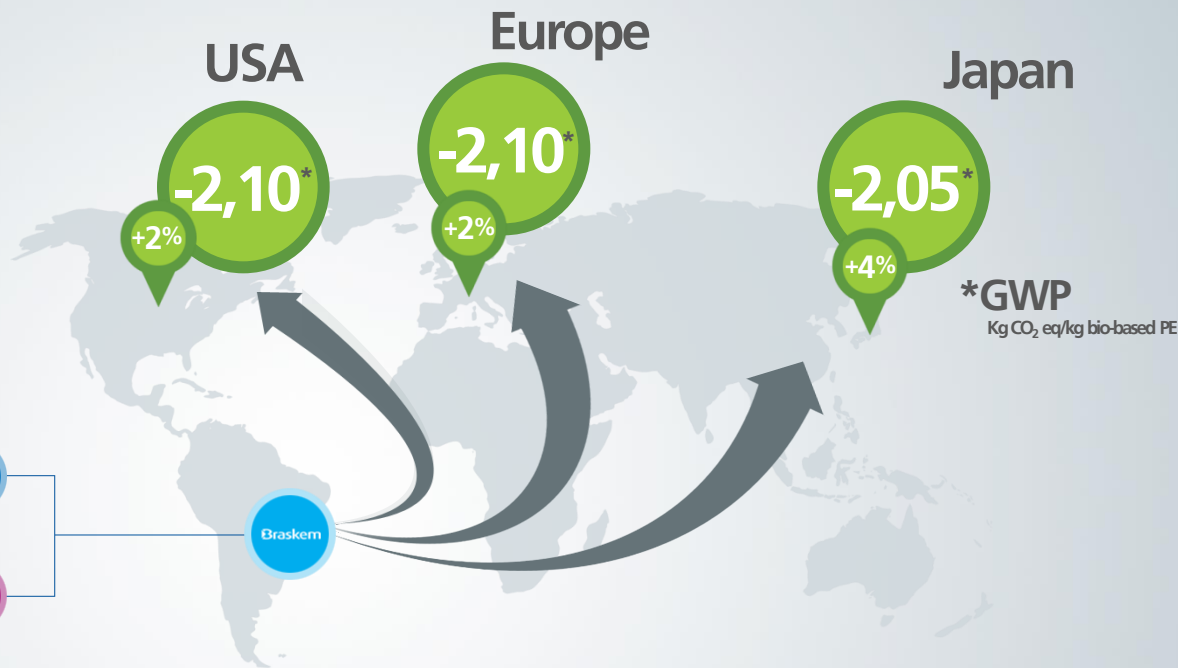 USA
Europe
Japan
-2,10*
-2,10*
-2,05*
+2%
+2%
+4%
*GWP
Kg CO₂ eq/kg bio-based PE
Braskem